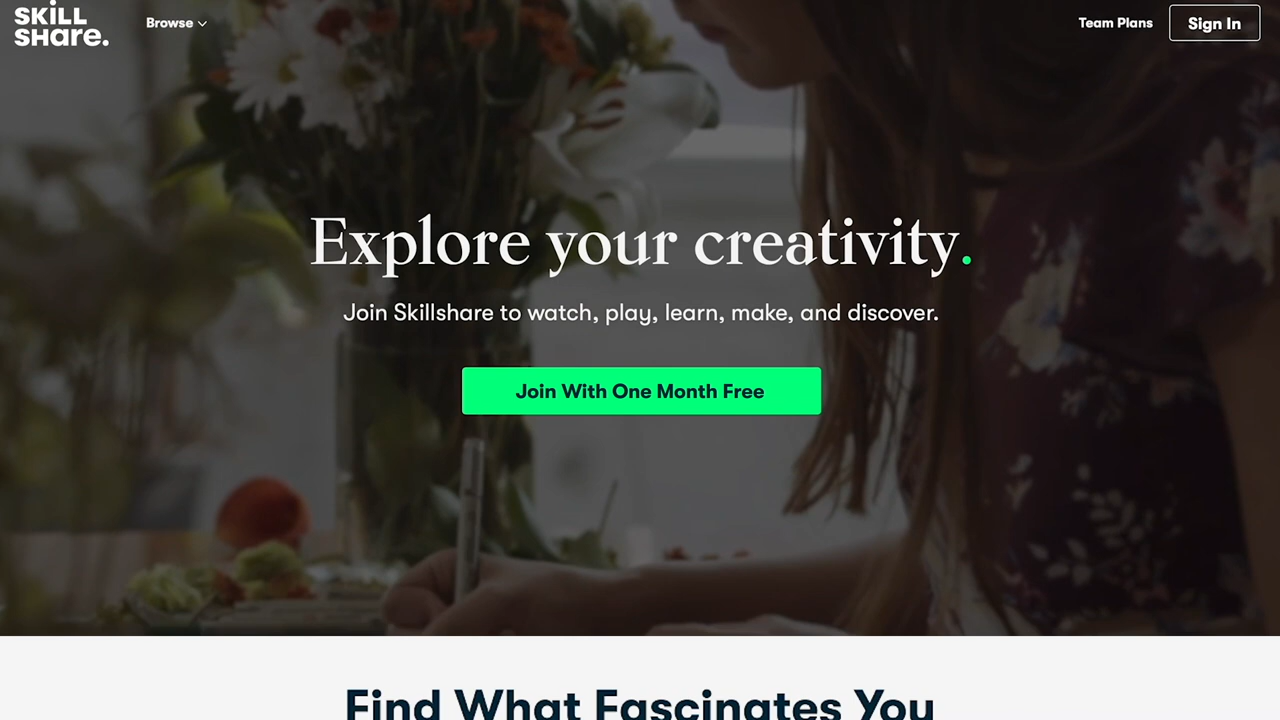 SKILL
SHare.
Browse
Team Plans
Sign In
Explore your creativity.
Join Skillshare to watch, play, learn, make, and discover.
Join With One Month Free
Find What Fascinates You